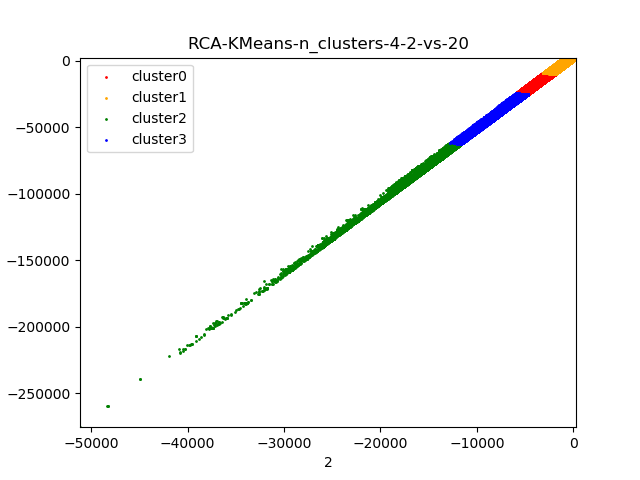 RCA-KMeans-n_clusters-4-2-vs-20
0
−50000
−100000
−150000
−200000
−250000
cluster0
cluster1
cluster2
cluster3
−50000 −40000 −30000 −20000 −10000 0
2